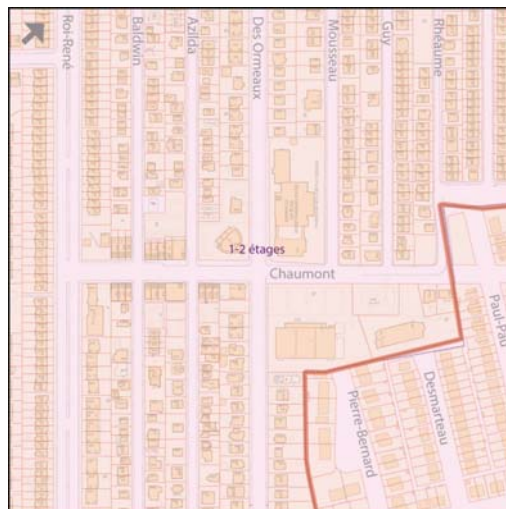 Roi-René
Baldwin
Azilda
Des Ormeaux
Mousseau
Guy
Rhéaume
1-2 étages
Chaumont
Paul-Pau
Desmarteau
Pierre-Bernard